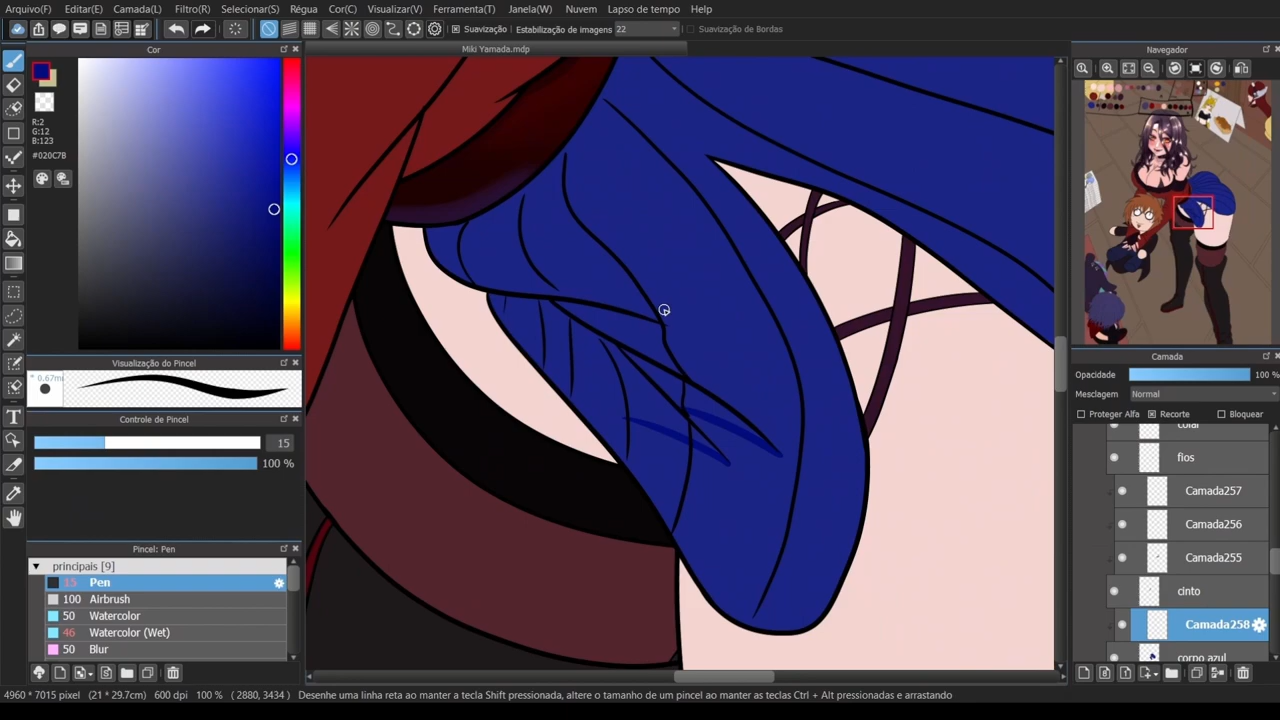 Arquivo(F) Editar(E) Camada(L) Filtro(R) Selecionar(S) Régua Cor(C) Visualizar(V) Ferramenta(T) Janela(W) Nuvem Lapso de tempo Help
Suavização Estabilização de imagens 22 Suavização de Bordas
Cor
Miki Yamada.mdp
Navegador
R:2
G:12
B:123
#020C7B
Visualização do Pincel
* 0.67m
Controle de Pincel
15
100 %
Pincel: Pen
principais [9]
15 Pen
100 Airbrush
50 Watercolor
46 Watercolor (Wet)
50 Blur
Camada
Opacidade 100 %
Mesclagem Normal
Proteger Alfa Recorte Bloquear
coral
fios
Camada257
Camada256
Camada255
cinto
Camada258
corpo azul
4960 * 7015 pixel (21 * 29.7cm) 600 dpi 100 % ( 2880, 3434 ) Desenhe uma linha reta ao manter a tecla Shift pressionada, altere o tamanho de um pincel ao manter as teclas Ctrl + Alt pressionadas e arrastando